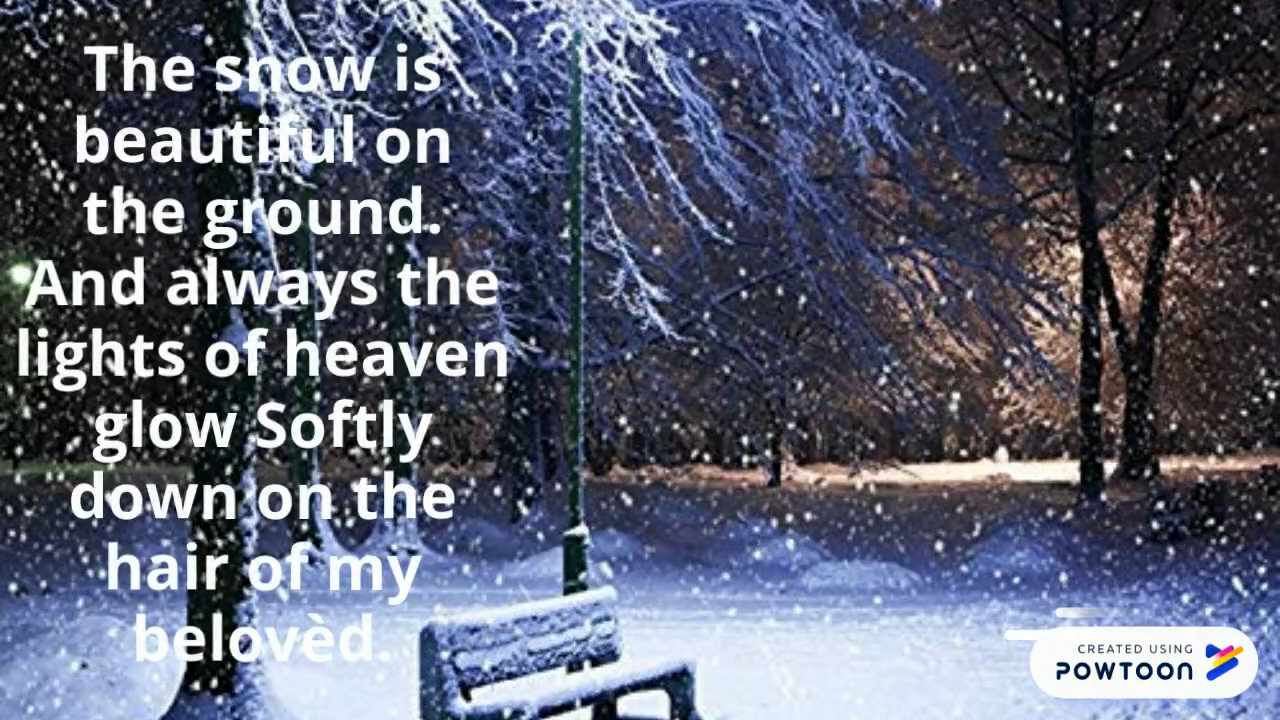 The snow is
beautiful on
the ground.
And always the
lights of heaven
glow Softly
down on the
hair of my
belovèd.
CREATED USING
POWTOON